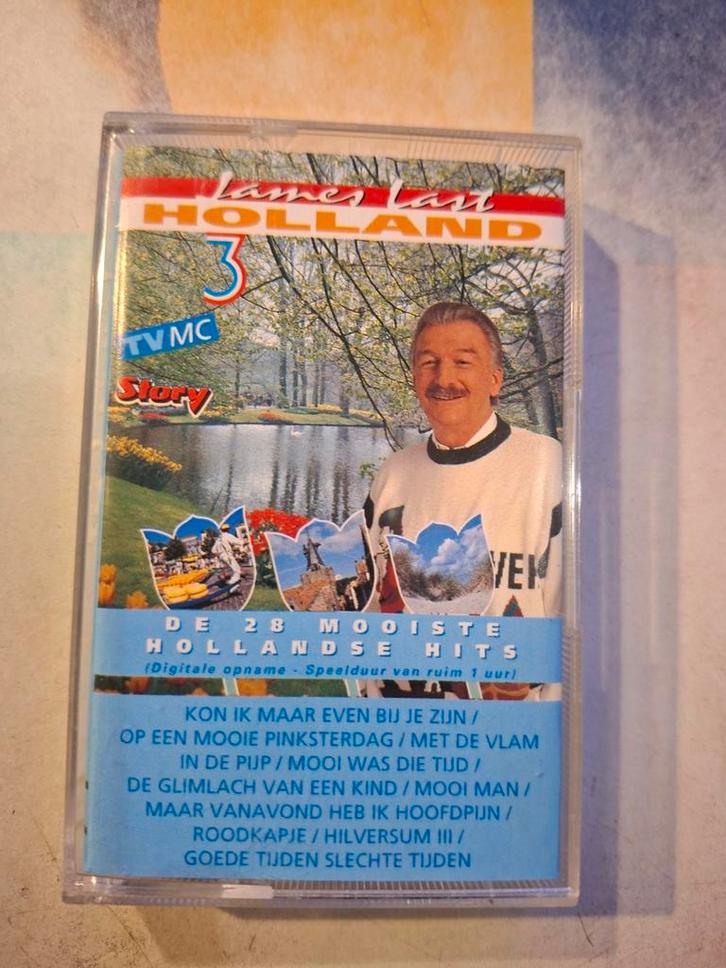 James Last
HOLLAND
3
TV MC
Story
VER
DE 28 MOOISTE
HOLLANDSE HITS
(Digitale opname - Speelduur van ruim 1 uur)
KON IK MAAR EVEN BIJ JE ZIJN /
OP EEN MOOIE PINKSTERDAG / MET DE VLAM
IN DE PIJP / MOOI WAS DIE TIJD /
DE GLIMLACH VAN EEN KIND / MOOI MAN /
MAAR VANAVOND HEB IK HOOFDPIJN /
ROODKAPJE / HILVERSUM III /
GOEDE TIJDEN SLECHTE TIJDEN